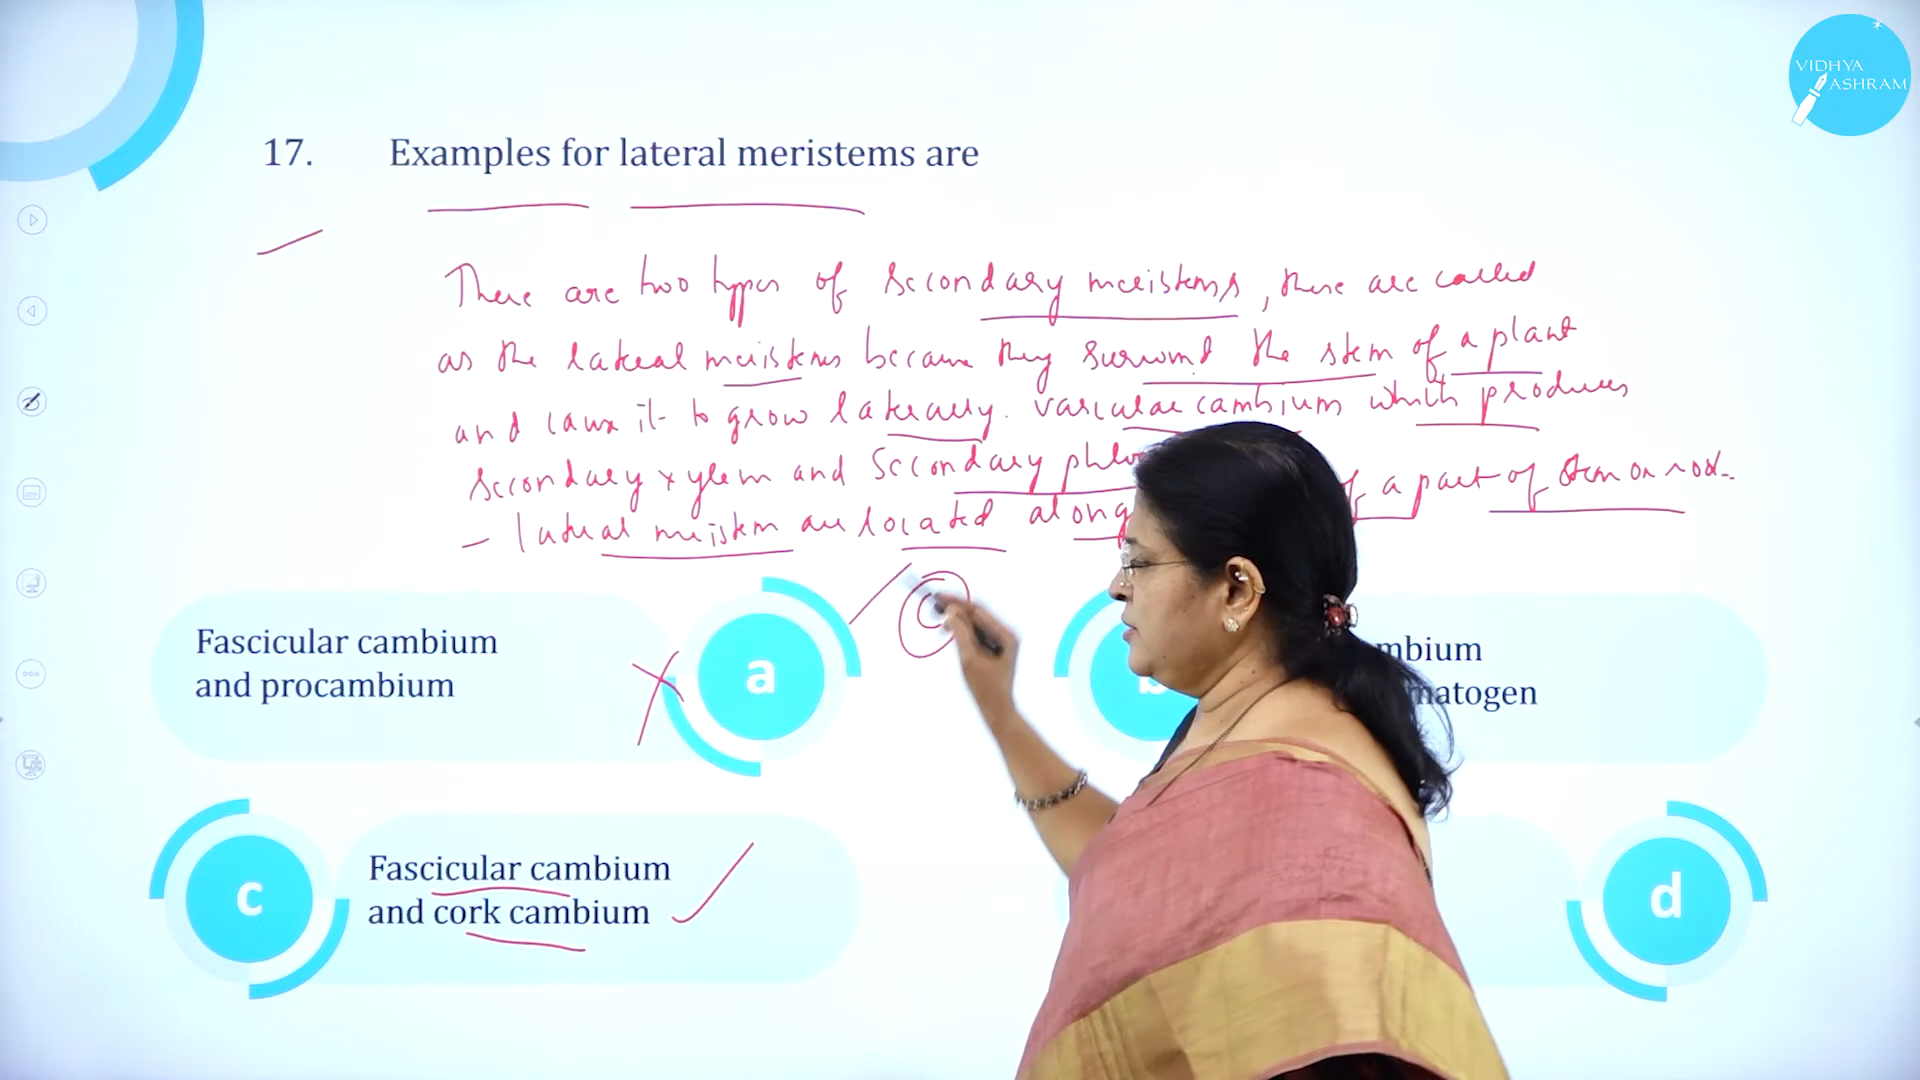 VIDHYA
ASHRAM
17. Examples for lateral meristems are
There are two types of secondary meristems, there are called
as the lateral meristems because they surround the stem of a plant
and cause it to grow laterally. vascular cambium which produces
secondary xylem and secondary phlo of a part of stem or root.
- lateral meristem are located along
Fascicular cambium
and procambium
a
b
mbium
matogen
c
Fascicular cambium
and cork cambium
d